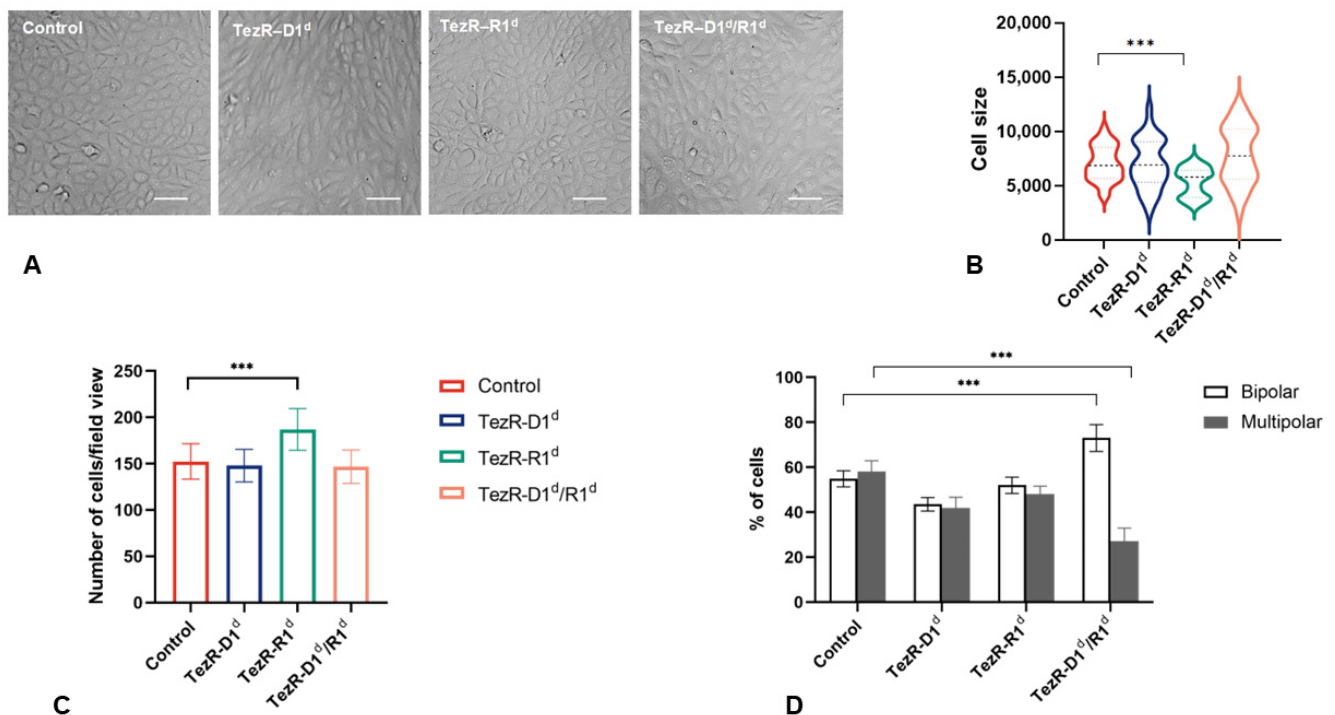 Control
TezR–D1ᵈ
TezR–R1ᵈ
TezR–D1ᵈ/R1ᵈ
A
20,000
15,000
10,000
5,000
0
Cell size
***
Control
TezR-D1ᵈ
TezR-R1ᵈ
TezR-D1ᵈ/R1ᵈ
B
250
200
150
100
50
0
Number of cells/field view
***
Control
TezR-D1ᵈ
TezR-R1ᵈ
TezR-D1ᵈ/R1ᵈ
Control
TezR-D1ᵈ
TezR-R1ᵈ
TezR-D1ᵈ/R1ᵈ
C
100
80
60
40
20
0
% of cells
***
***
Bipolar
Multipolar
Control
TezR-D1ᵈ
TezR-R1ᵈ
TezR-D1ᵈ/R1ᵈ
D